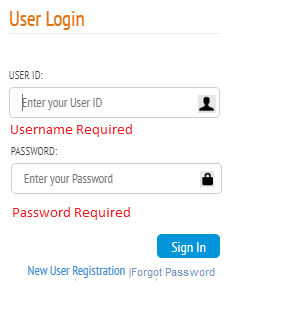 User Login
USER ID:
Enter your User ID
Username Required
PASSWORD:
Enter your Password
Password Required
Sign In
New User Registration |Forgot Password